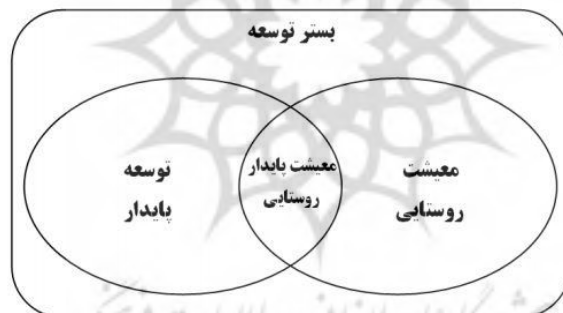 بستر توسعه
معیشت
روستایی
معیشت پایدار
روستایی
توسعه
پایدار